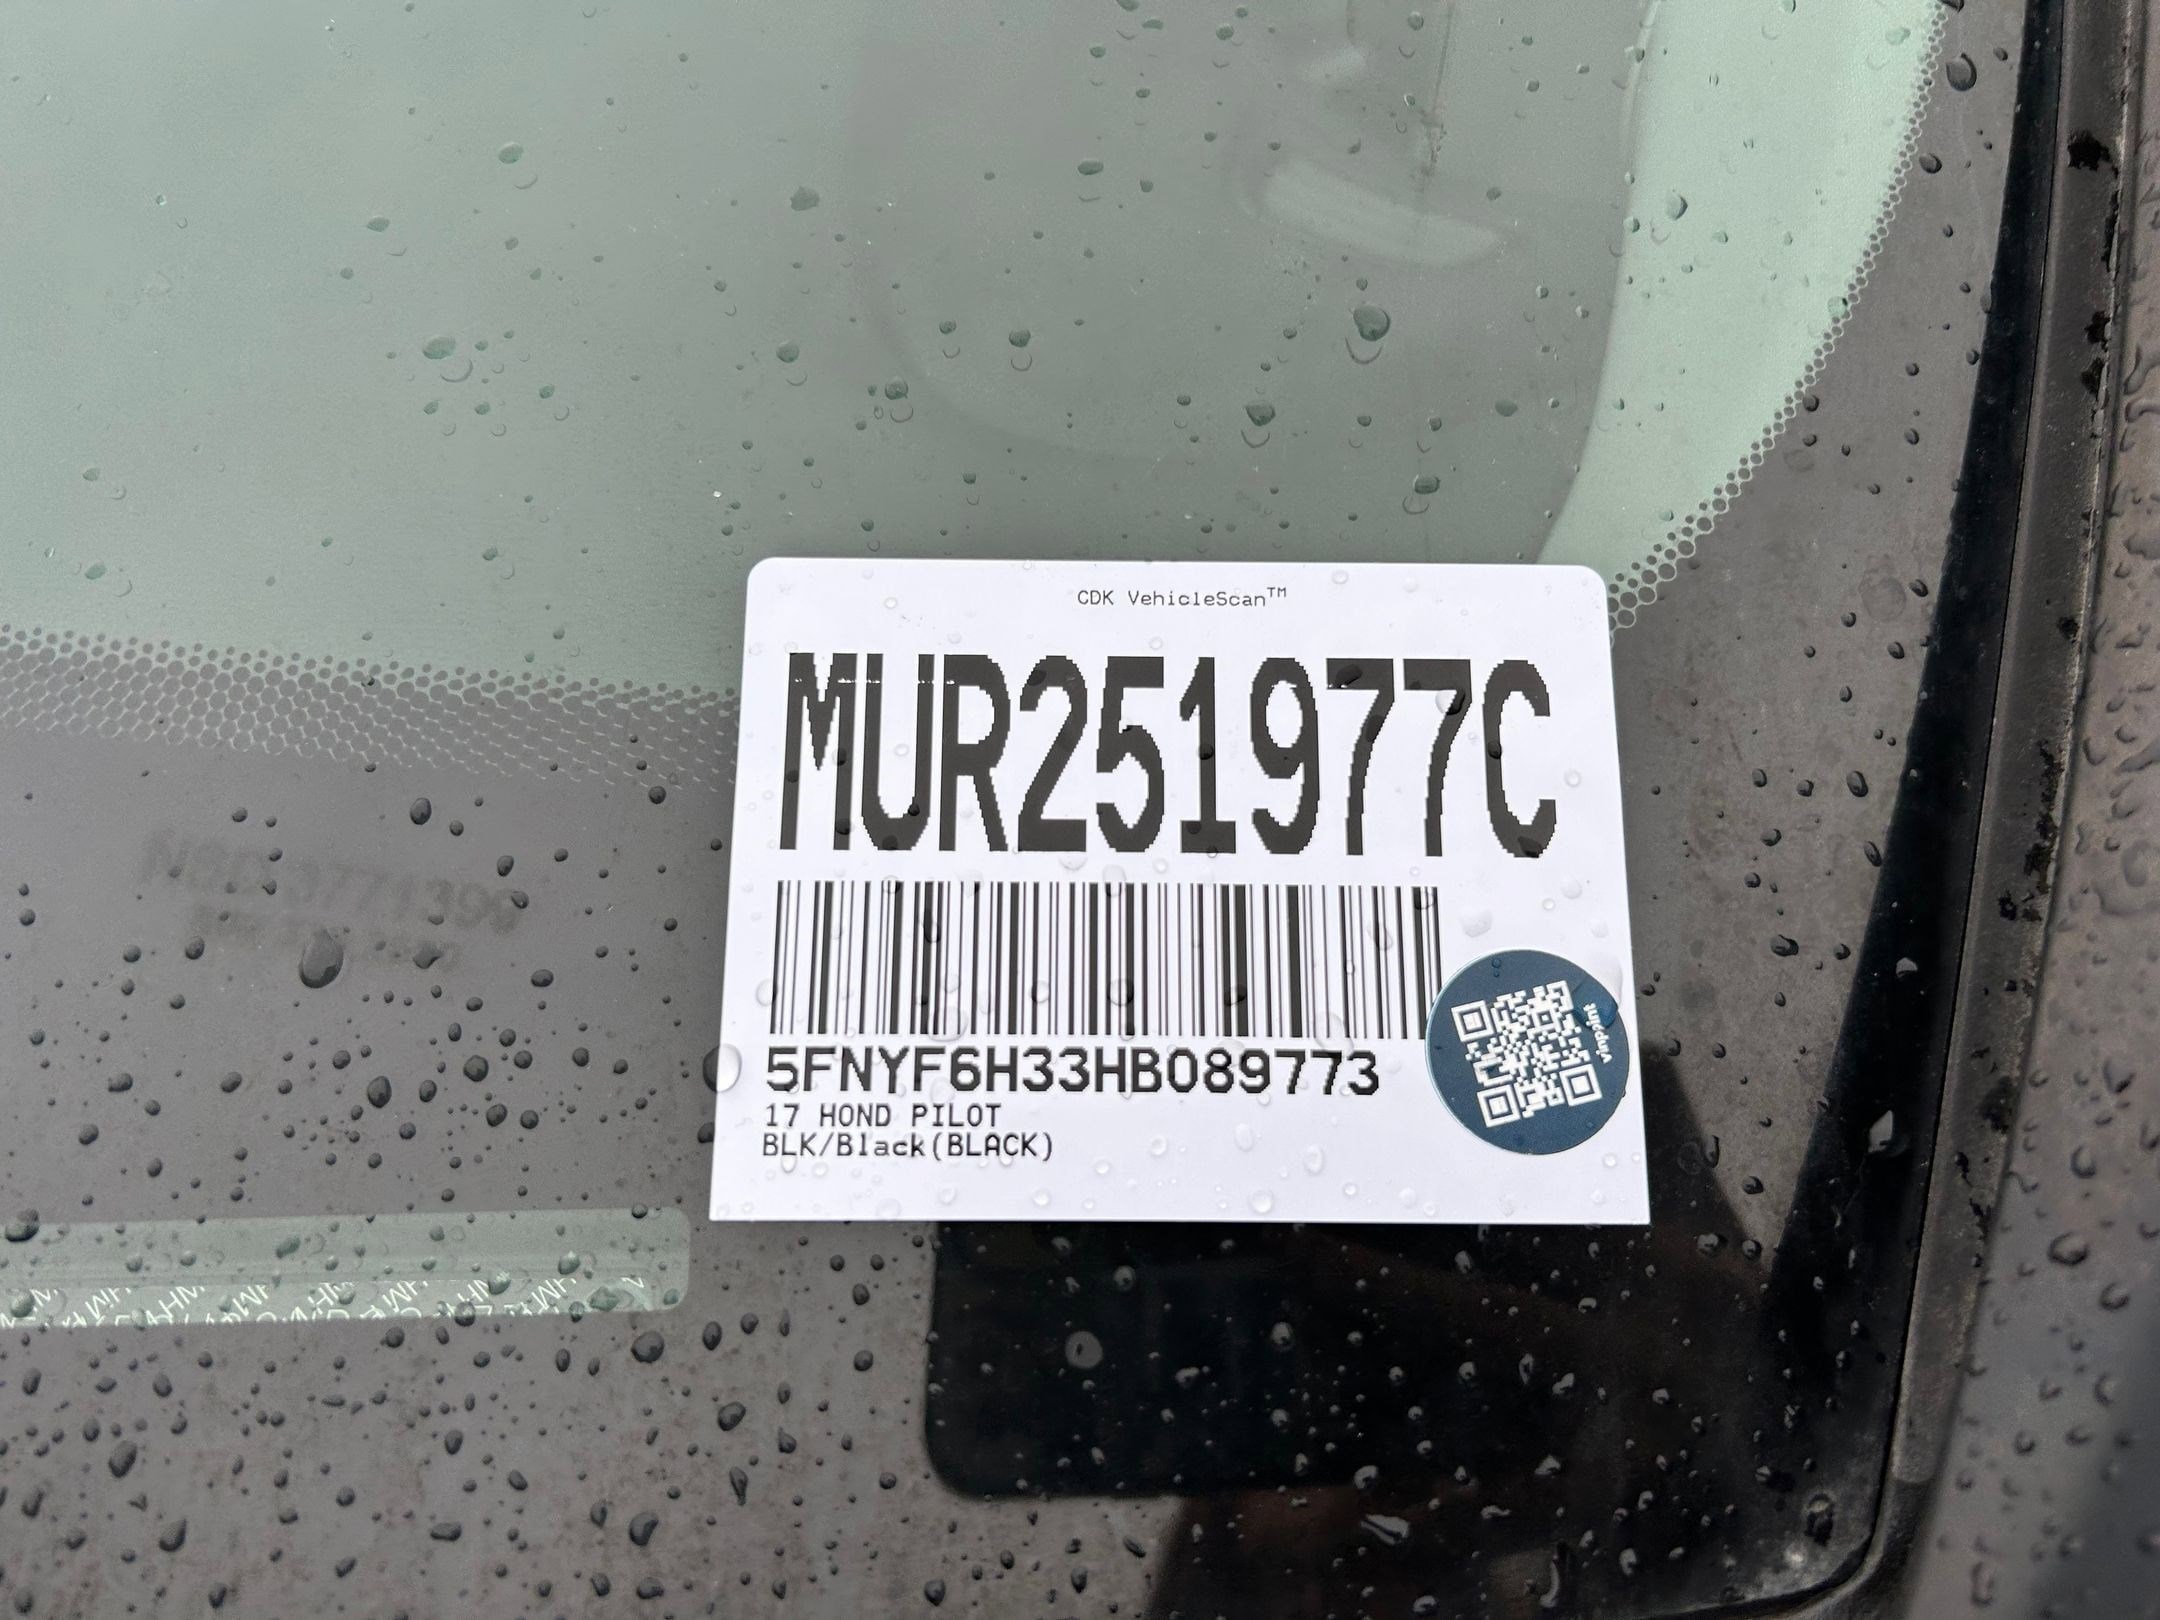 CDK VehicleScan™
MUR251977C
5FNYF6H33HB089773
17 HOND PILOT
BLK/Black(BLACK)